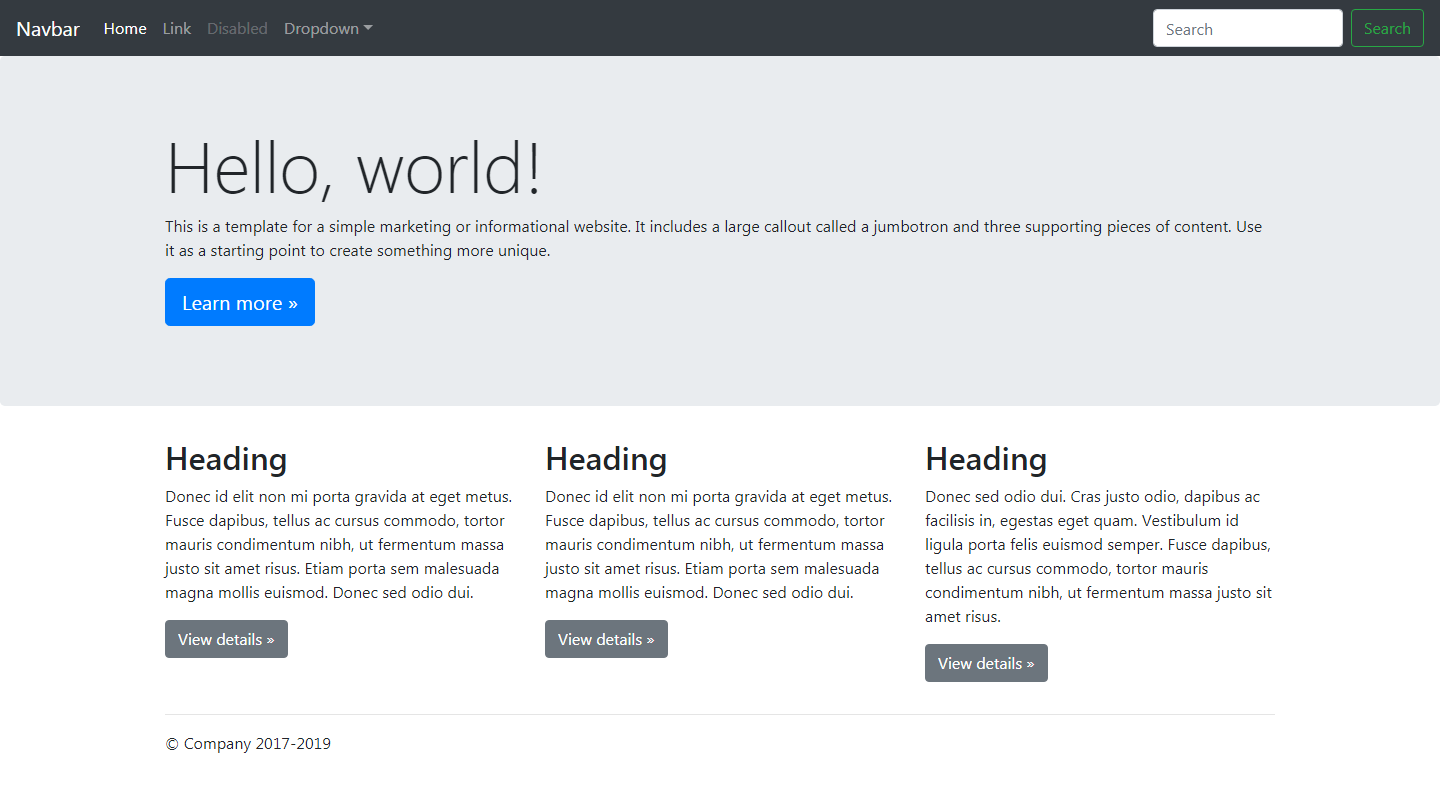 Navbar Home Link Disabled Dropdown Search Search
Hello, world!
This is a template for a simple marketing or informational website. It includes a large callout called a jumbotron and three supporting pieces of content. Use
it as a starting point to create something more unique.
Learn more »
Heading
Donec id elit non mi porta gravida at eget metus.
Fusce dapibus, tellus ac cursus commodo, tortor
mauris condimentum nibh, ut fermentum massa
justo sit amet risus. Etiam porta sem malesuada
magna mollis euismod. Donec sed odio dui.
View details »
Heading
Donec id elit non mi porta gravida at eget metus.
Fusce dapibus, tellus ac cursus commodo, tortor
mauris condimentum nibh, ut fermentum massa
justo sit amet risus. Etiam porta sem malesuada
magna mollis euismod. Donec sed odio dui.
View details »
Heading
Donec sed odio dui. Cras justo odio, dapibus ac
facilisis in, egestas eget quam. Vestibulum id
ligula porta felis euismod semper. Fusce dapibus,
tellus ac cursus commodo, tortor mauris
condimentum nibh, ut fermentum massa justo sit
amet risus.
View details »
© Company 2017-2019